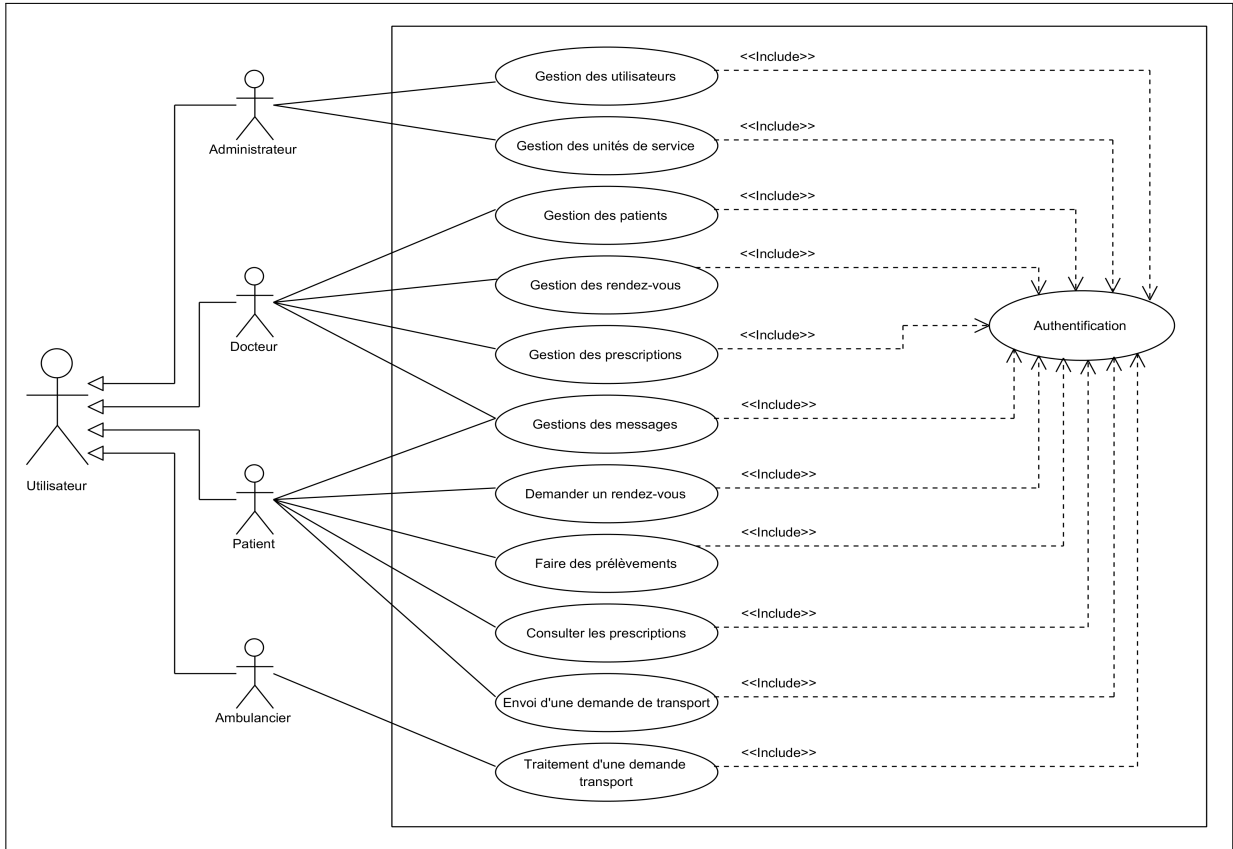 <<Include>>
Gestion des utilisateurs
Administrateur
<<Include>>
Gestion des unités de service
<<Include>>
Gestion des patients
<<Include>>
Gestion des rendez-vous
Docteur
<<Include>>
Gestion des prescriptions
Authentification
<<Include>>
Gestions des messages
Utilisateur
<<Include>>
Demander un rendez-vous
Patient
<<Include>>
Faire des prélèvements
<<Include>>
Consulter les prescriptions
<<Include>>
Envoi d'une demande de transport
Ambulancier
<<Include>>
Traitement d'une demande
transport